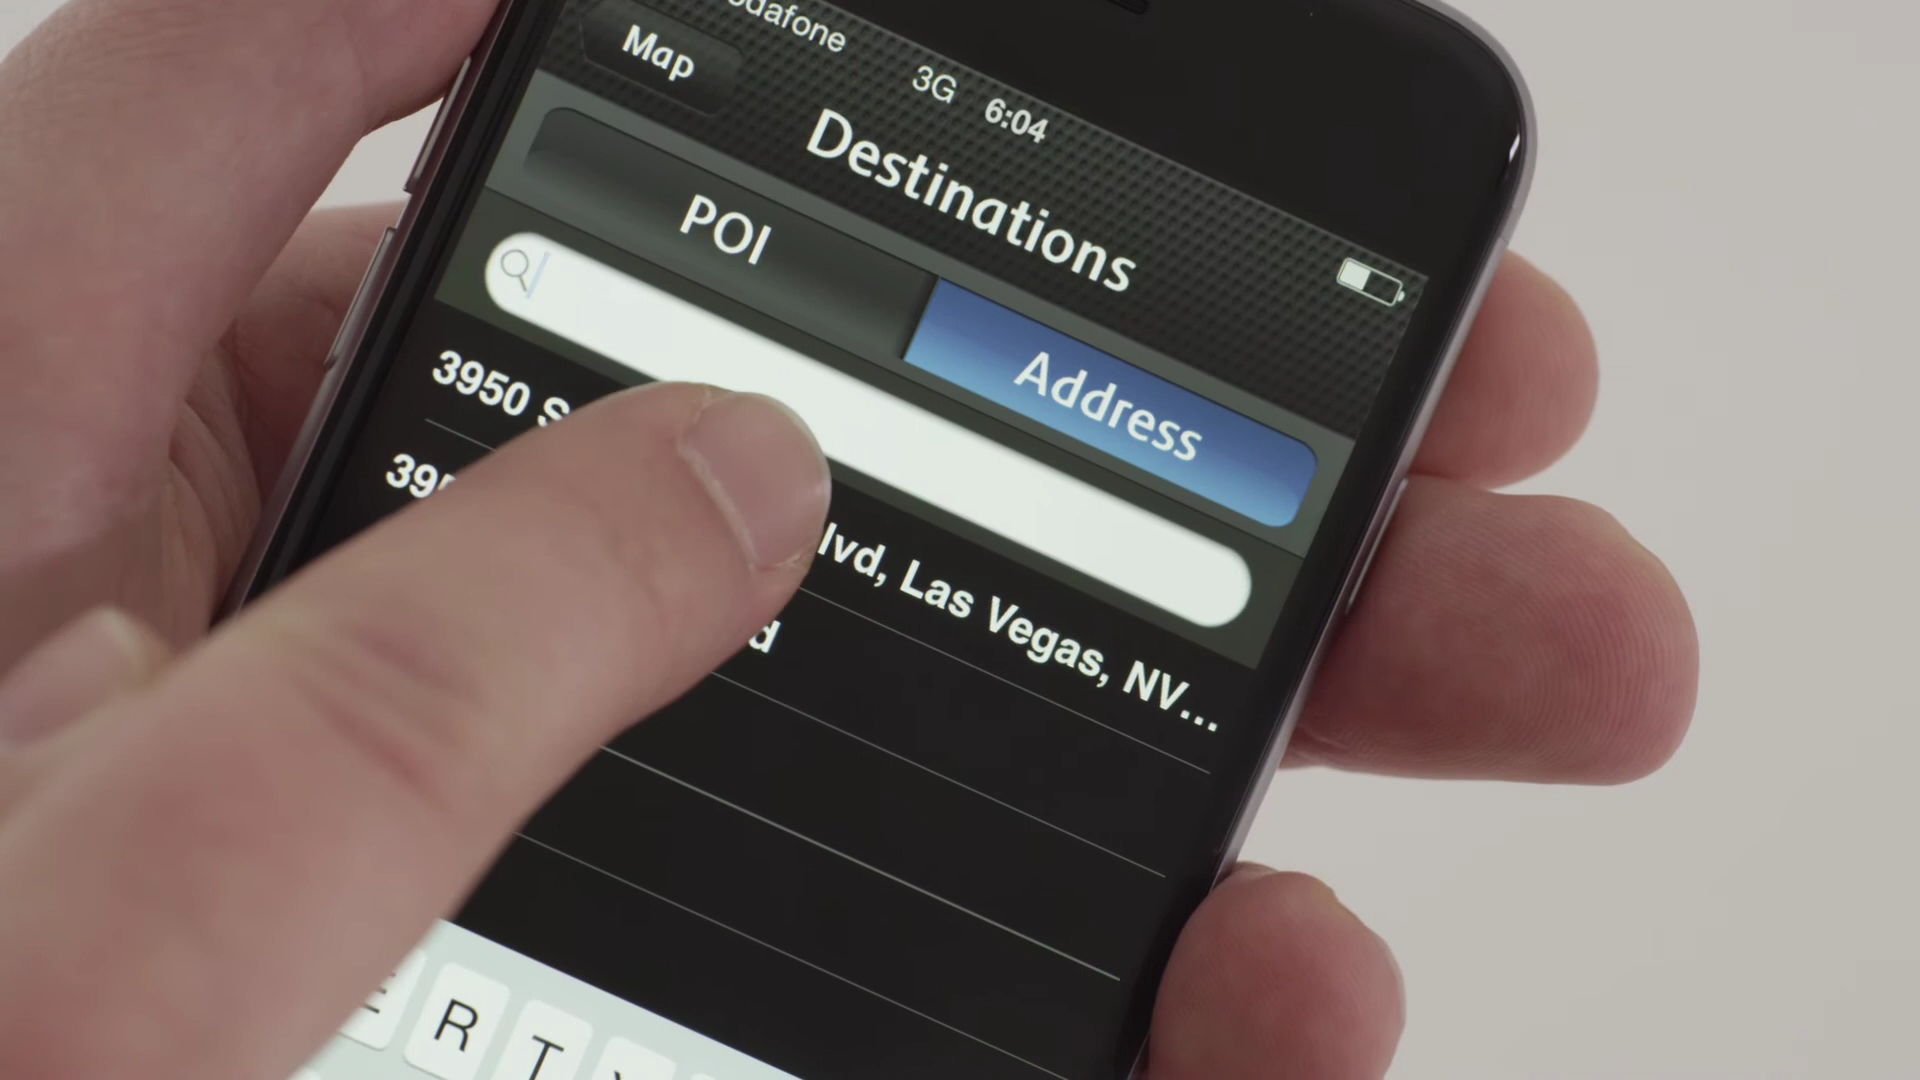 odafone 3G 6:04
Map
Destinations
POI
Address
3950 S
39 lvd, Las Vegas, NV...
d
R T